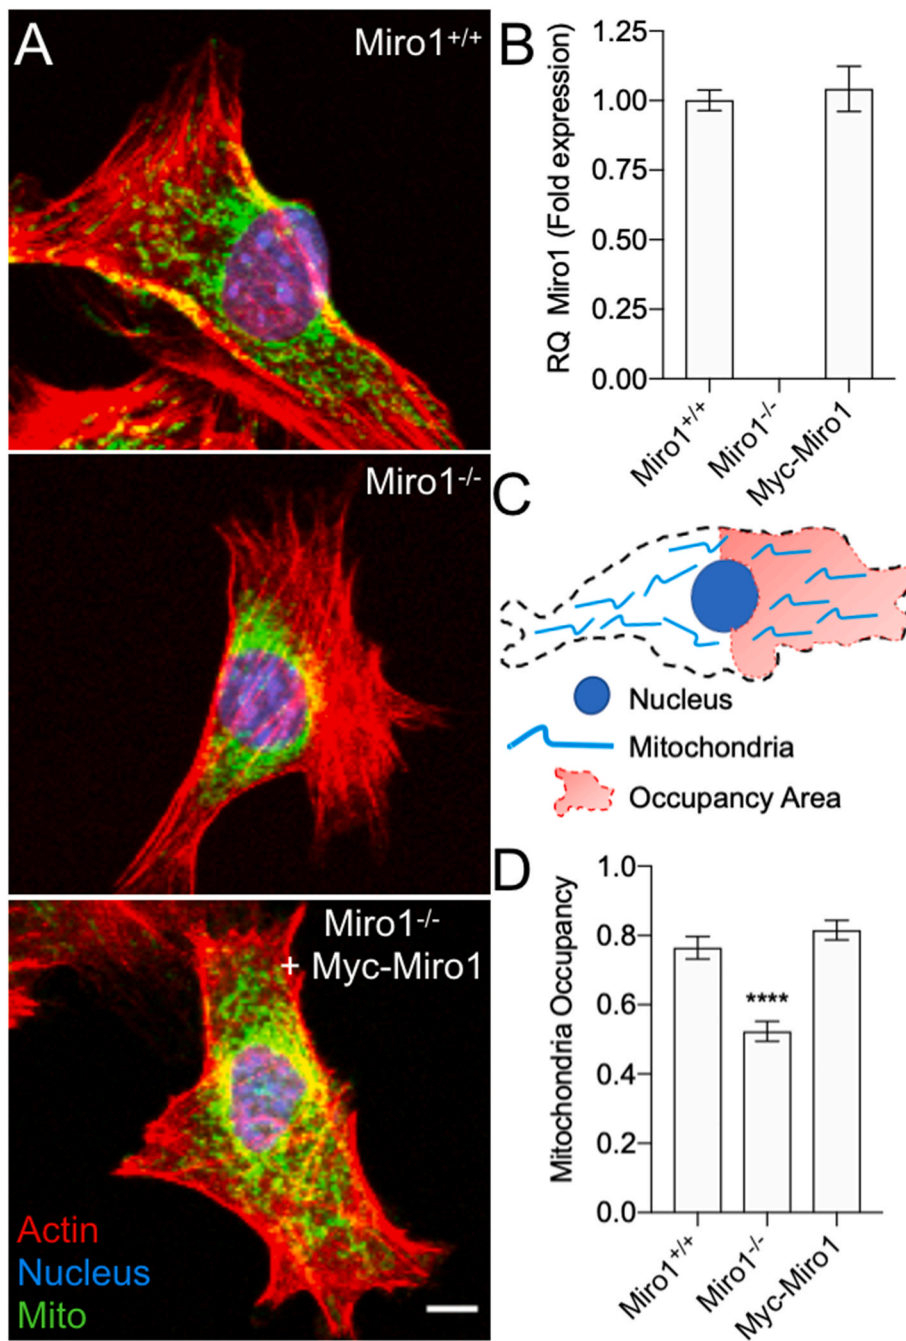 A
Miro1+/+
Miro1-/-
Miro1-/-
+ Myc-Miro1
Actin
Nucleus
Mito
B
RQ Miro1 (Fold expression)
1.25
1.00
0.75
0.50
0.25
0.00
Miro1+/+
Miro1-/-
Myc-Miro1
C
Nucleus
Mitochondria
Occupancy Area
D
Mitochondria Occupancy
1.0
0.8
0.6
0.4
0.2
0.0
****
Miro1+/+
Miro1-/-
Myc-Miro1